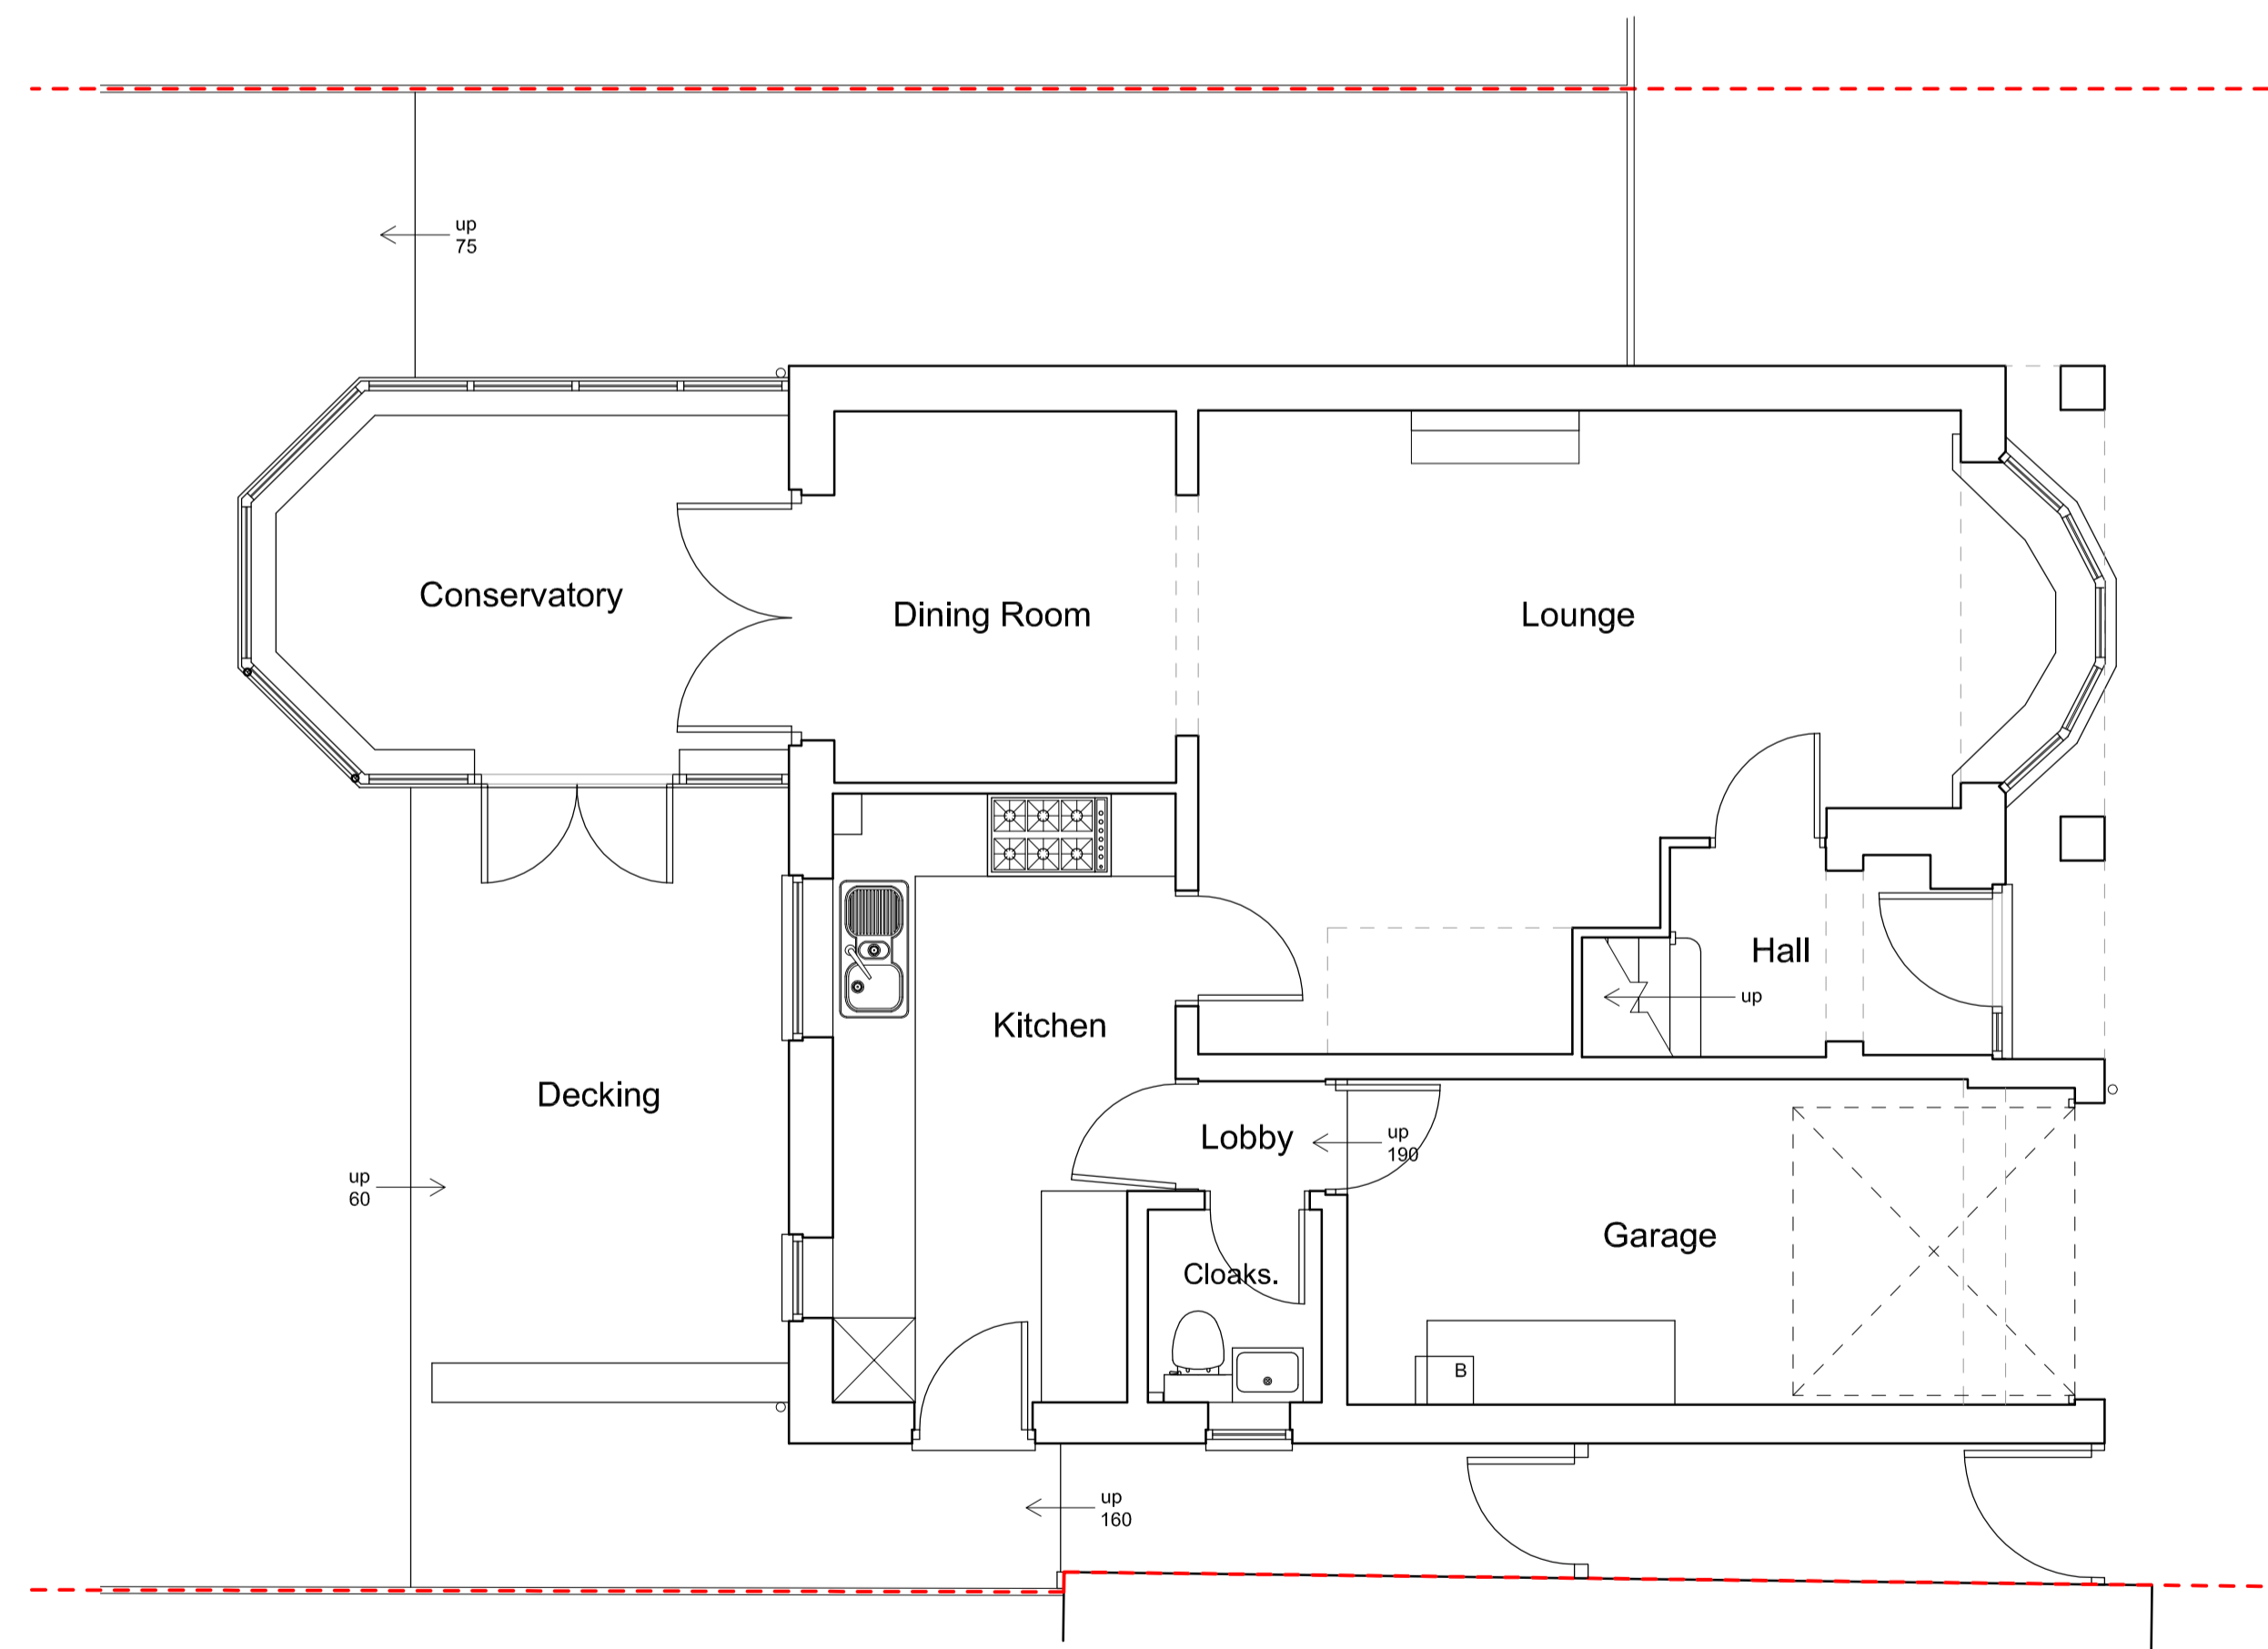 up
75
Conservatory
Dining Room
Lounge
Hall
up
Kitchen
Decking
Lobby
up
190
up
60
Garage
Cloaks.
B
up
160